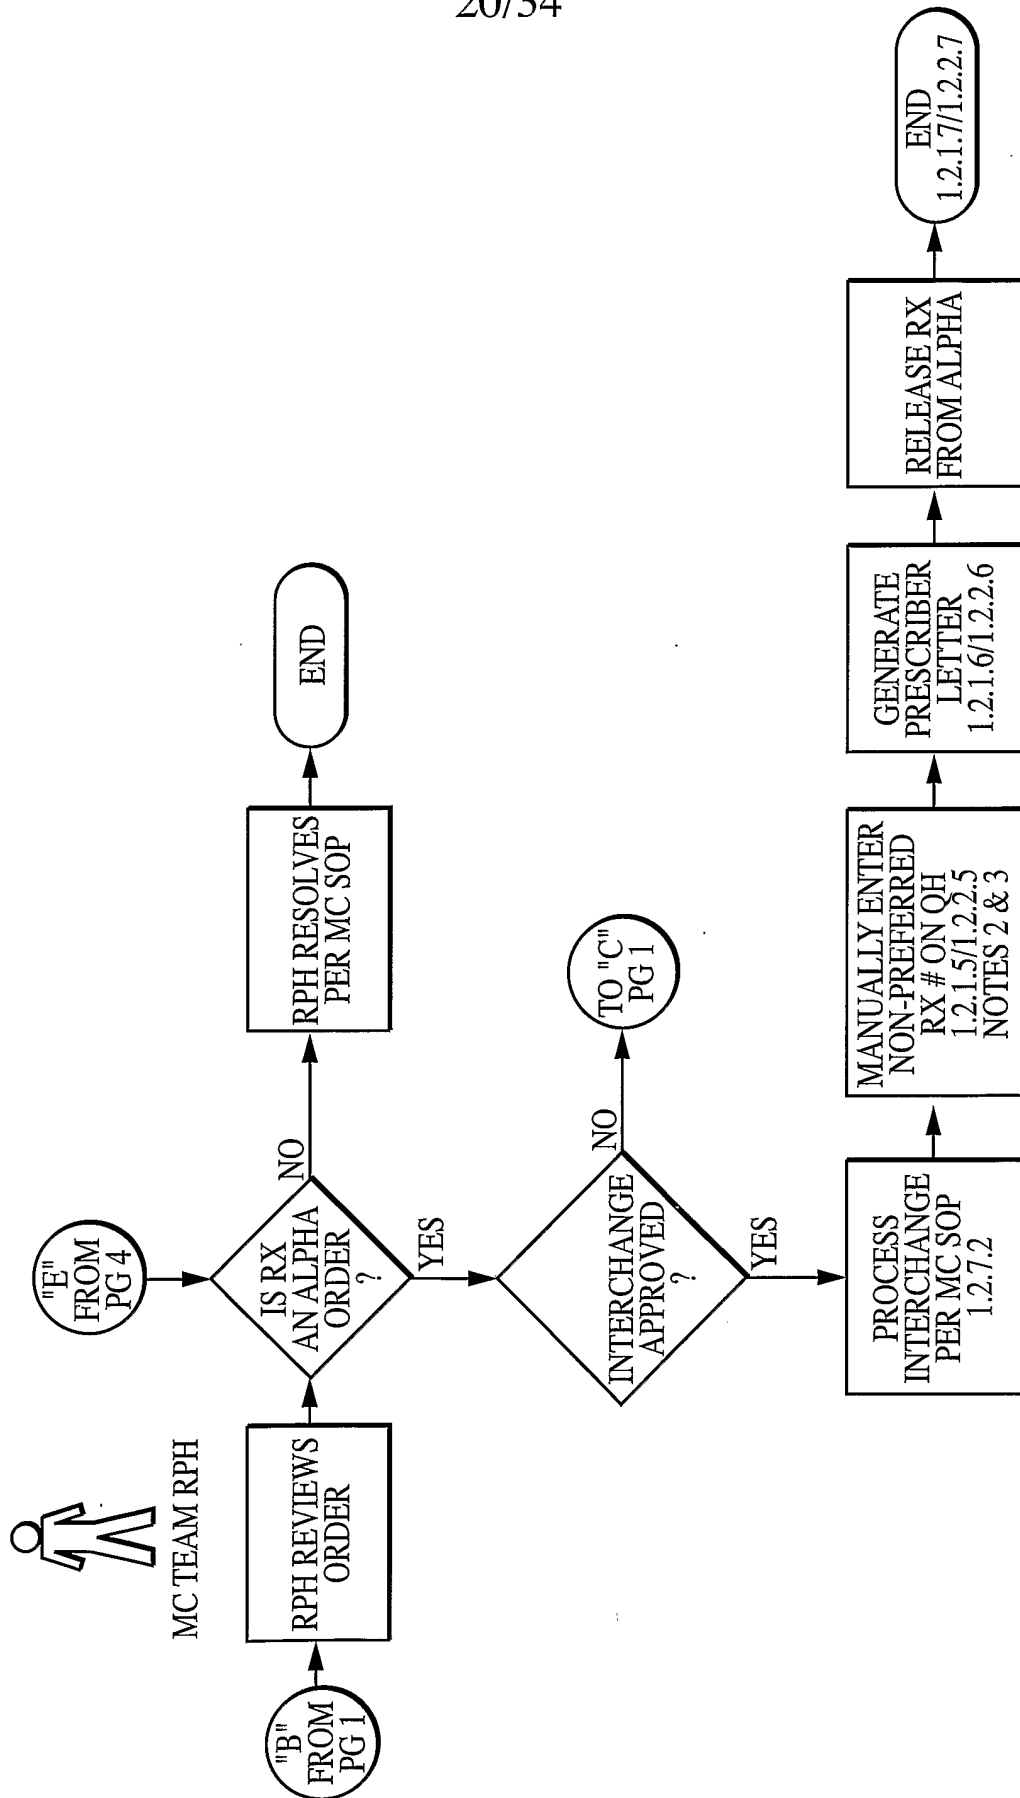 20/54
MC TEAM RPH
"B"
FROM
PG 1
RPH REVIEWS
ORDER
"E"
FROM
PG 4
IS RX
AN ALPHA
ORDER
?
NO
RPH RESOLVES
PER MC SOP
END
YES
INTERCHANGE
APPROVED
?
NO
TO "C"
PG 1
YES
PROCESS
INTERCHANGE
PER MC SOP
1.2.7.2
MANUALLY ENTER
NON-PREFERRED
RX # ON QH
1.2.1.5/1.2.2.5
NOTES 2 & 3
GENERATE
PRESCRIBER
LETTER
1.2.1.6/1.2.2.6
RELEASE RX
FROM ALPHA
END
1.2.1.7/1.2.2.7